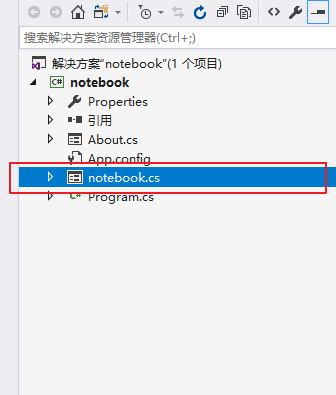 搜索解决方案资源管理器(Ctrl+;)
解决方案"notebook"(1 个项目)
C# notebook
Properties
引用
About.cs
App.config
notebook.cs
C# Program.cs